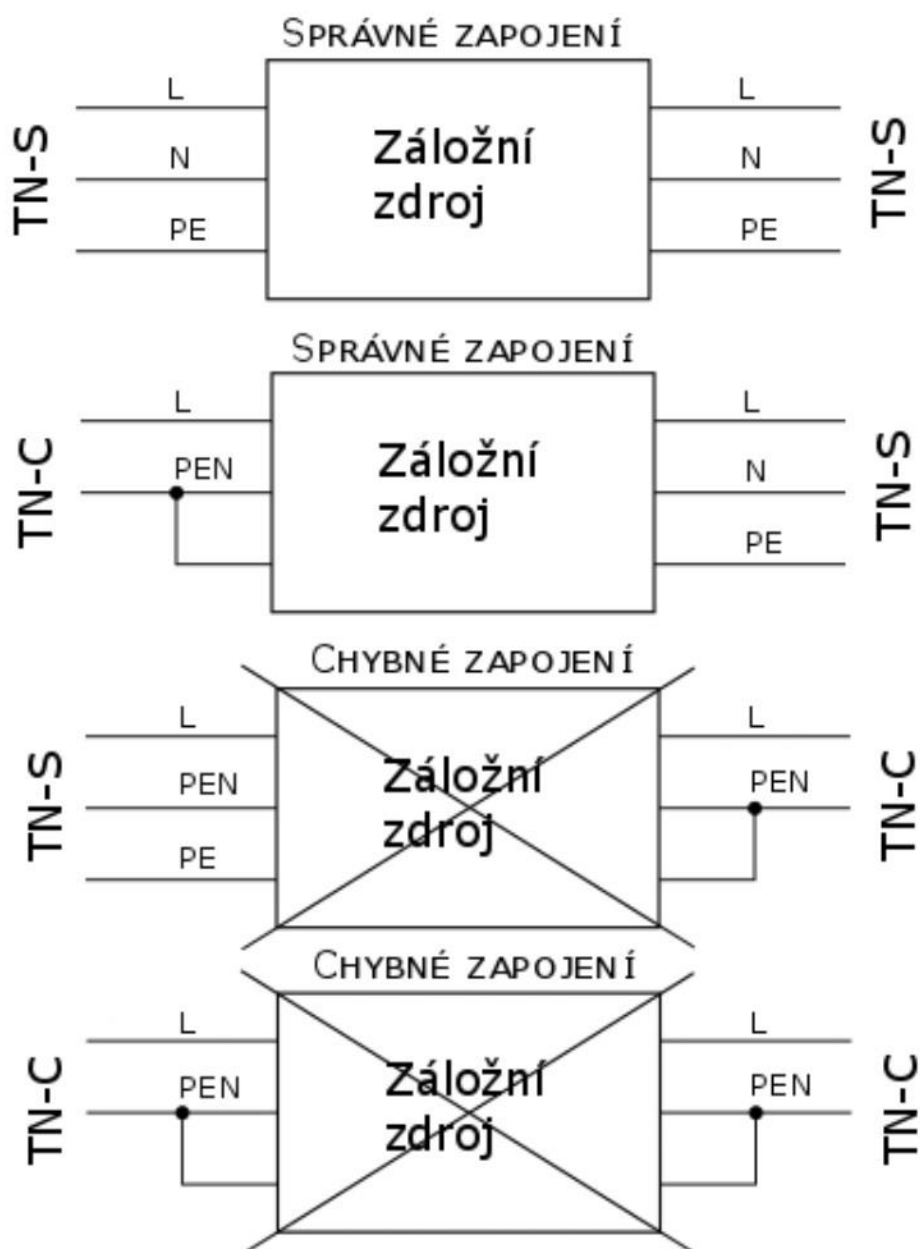 SPRÁVNÉ ZAPOJENÍ
TN-S
L
N
PE
Záložní
zdroj
L
N
PE
TN-S
SPRÁVNÉ ZAPOJENÍ
TN-C
L
PEN
Záložní
zdroj
L
N
PE
TN-S
CHYBNÉ ZAPOJENÍ
TN-S
L
PEN
PE
Záložní
zdroj
L
PEN
TN-C
CHYBNÉ ZAPOJENÍ
TN-C
L
PEN
Záložní
zdroj
L
PEN
TN-C